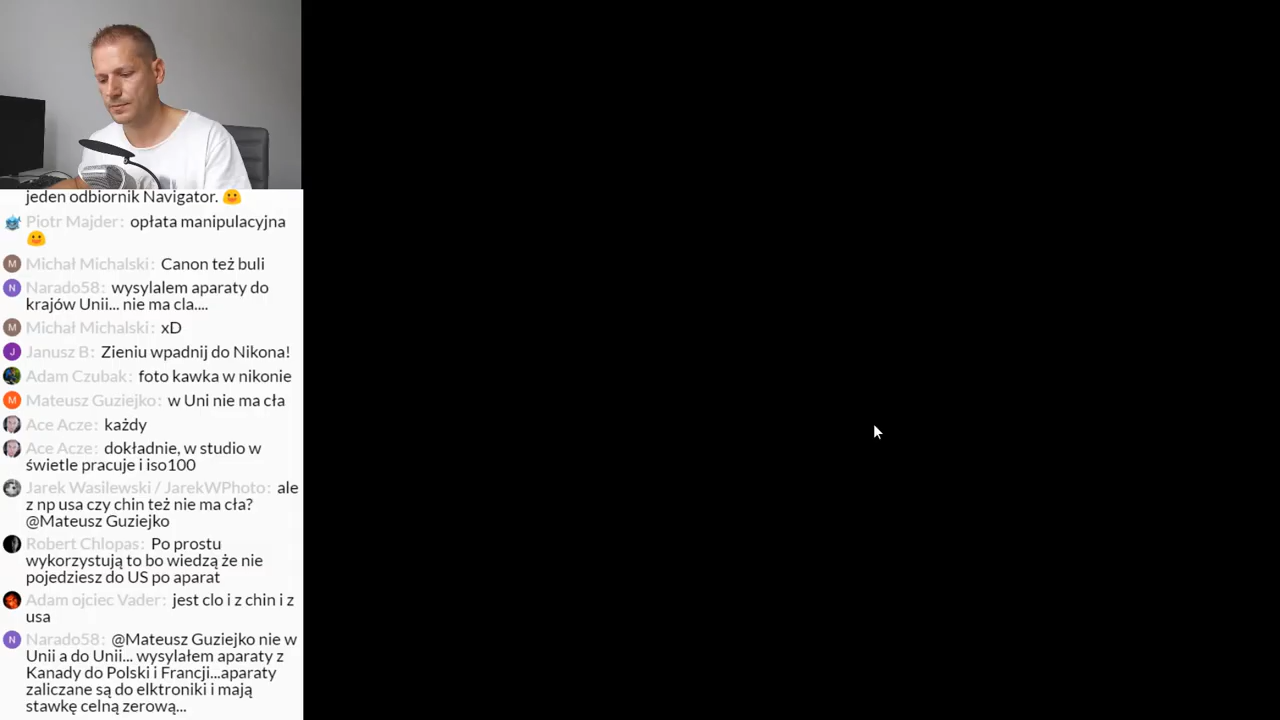 jeden odbiornik Navigator.
Piotr Majder: opłata manipulacyjna
M Michał Michalski: Canon też buli
N Narado58: wysylalem aparaty do
krajów Unii... nie ma cla....
M Michał Michalski: xD
J Janusz B: Zieniu wpadnij do Nikona!
Adam Czubak: foto kawka w nikonie
M Mateusz Guziejko: w Uni nie ma cła
Ace Acze: każdy
Ace Acze: dokładnie, w studio w
świetle pracuje i iso100
Jarek Wasilewski / JarekWPhoto: ale
z np usa czy chin też nie ma cła?
@Mateusz Guziejko
Robert Chlopas: Po prostu
wykorzystują to bo wiedzą że nie
pojedziesz do US po aparat
Adam ojciec Vader: jest clo i z chin i z
usa
N Narado58: @Mateusz Guziejko nie w
Unii a do Unii... wysyłałem aparaty z
Kanady do Polski i Francji...aparaty
zaliczane są do elktroniki i mają
stawkę celną zerową...